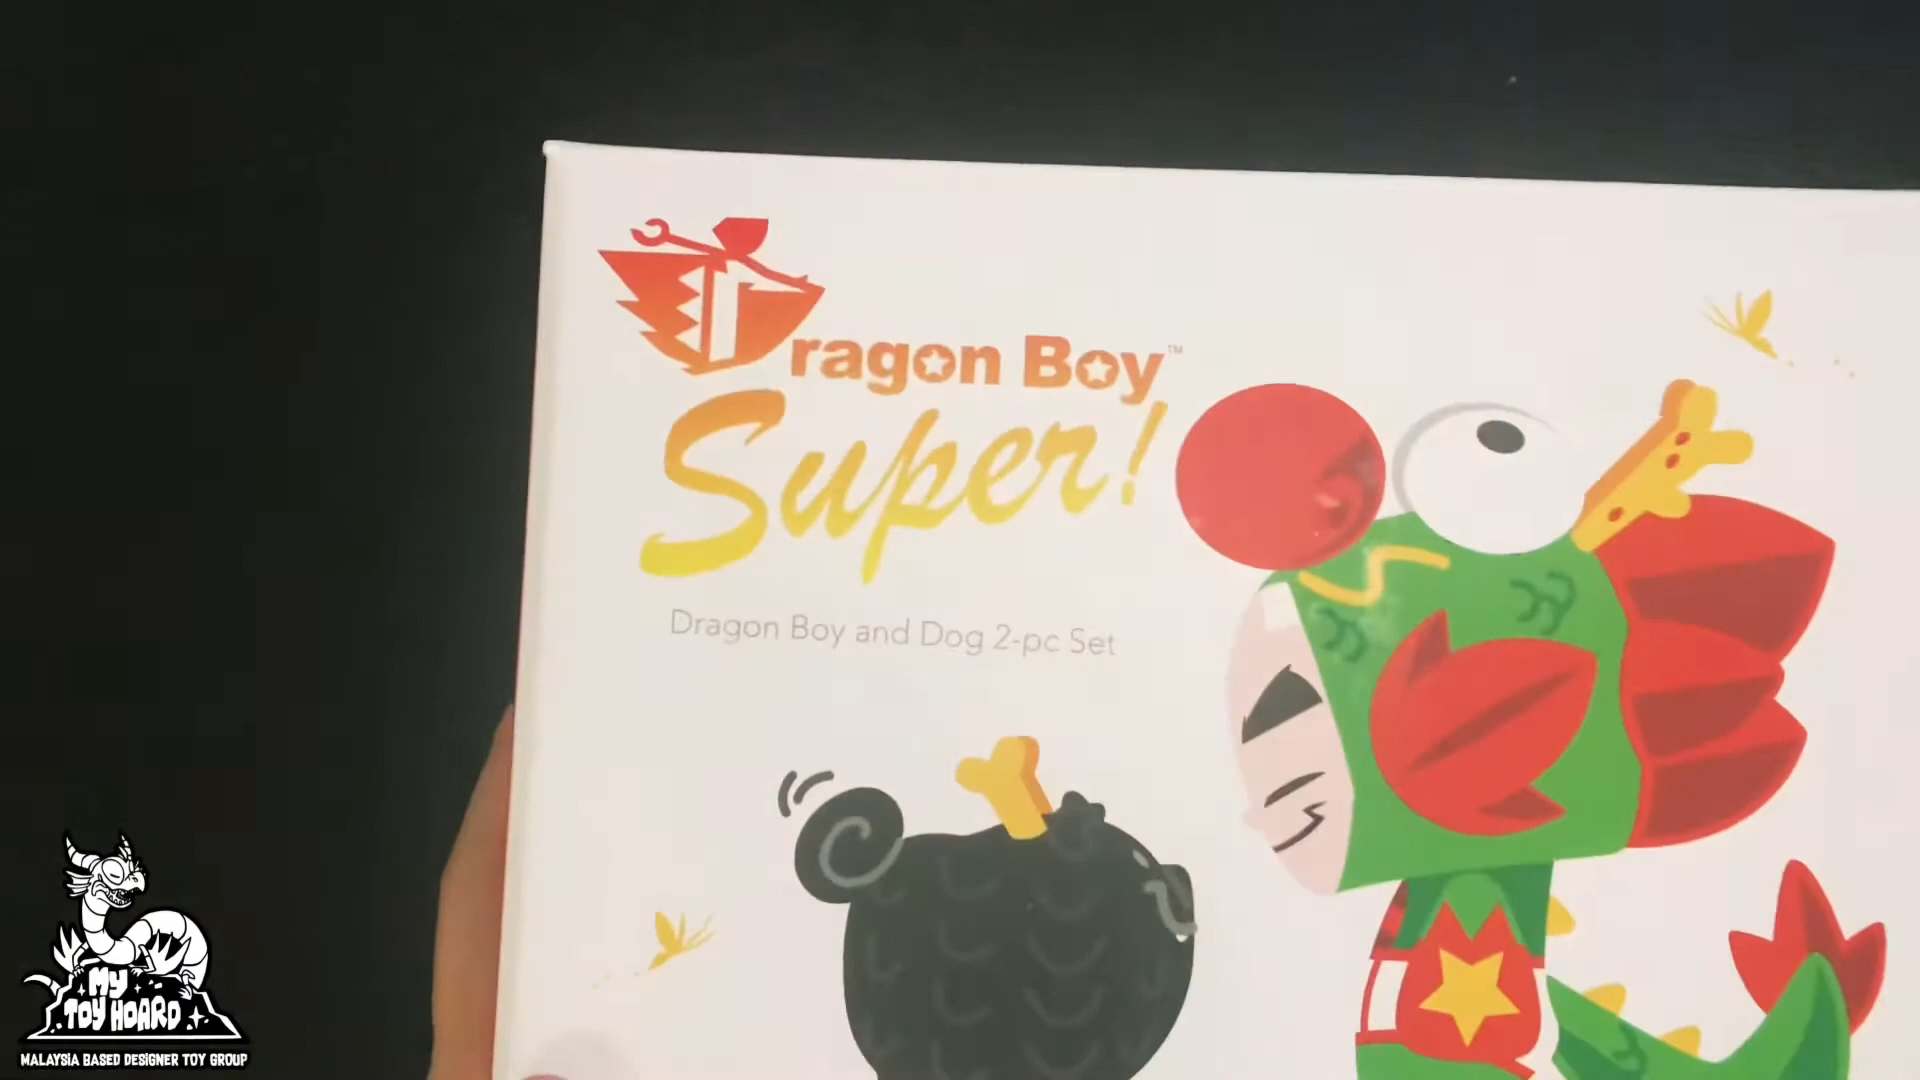 Dragon Boy™
Super!
Dragon Boy and Dog 2-pc Set
MY
TOY HOARD
MALAYSIA BASED DESIGNER TOY GROUP